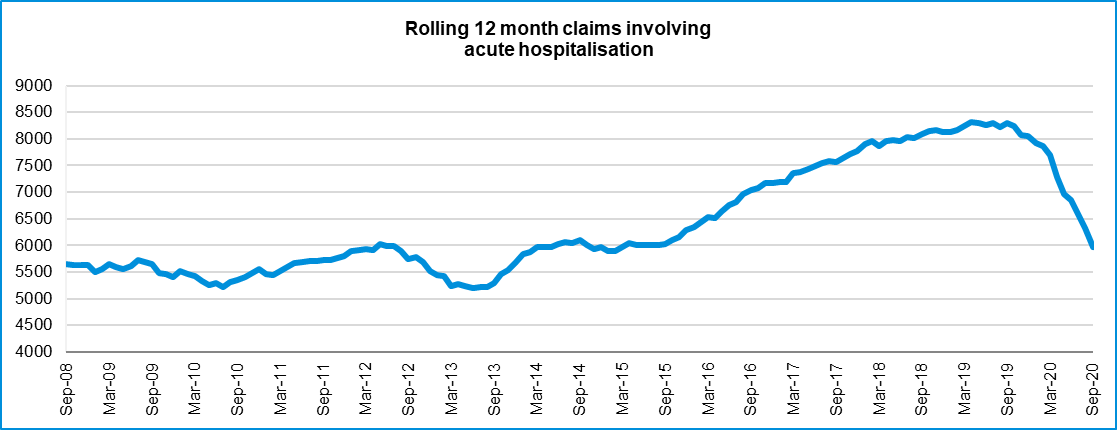 Rolling 12 month claims involving
acute hospitalisation
9000
8500
8000
7500
7000
6500
6000
5500
5000
4500
4000
Sep-08
Mar-09
Sep-09
Mar-10
Sep-10
Mar-11
Sep-11
Mar-12
Sep-12
Mar-13
Sep-13
Mar-14
Sep-14
Mar-15
Sep-15
Mar-16
Sep-16
Mar-17
Sep-17
Mar-18
Sep-18
Mar-19
Sep-19
Mar-20
Sep-20